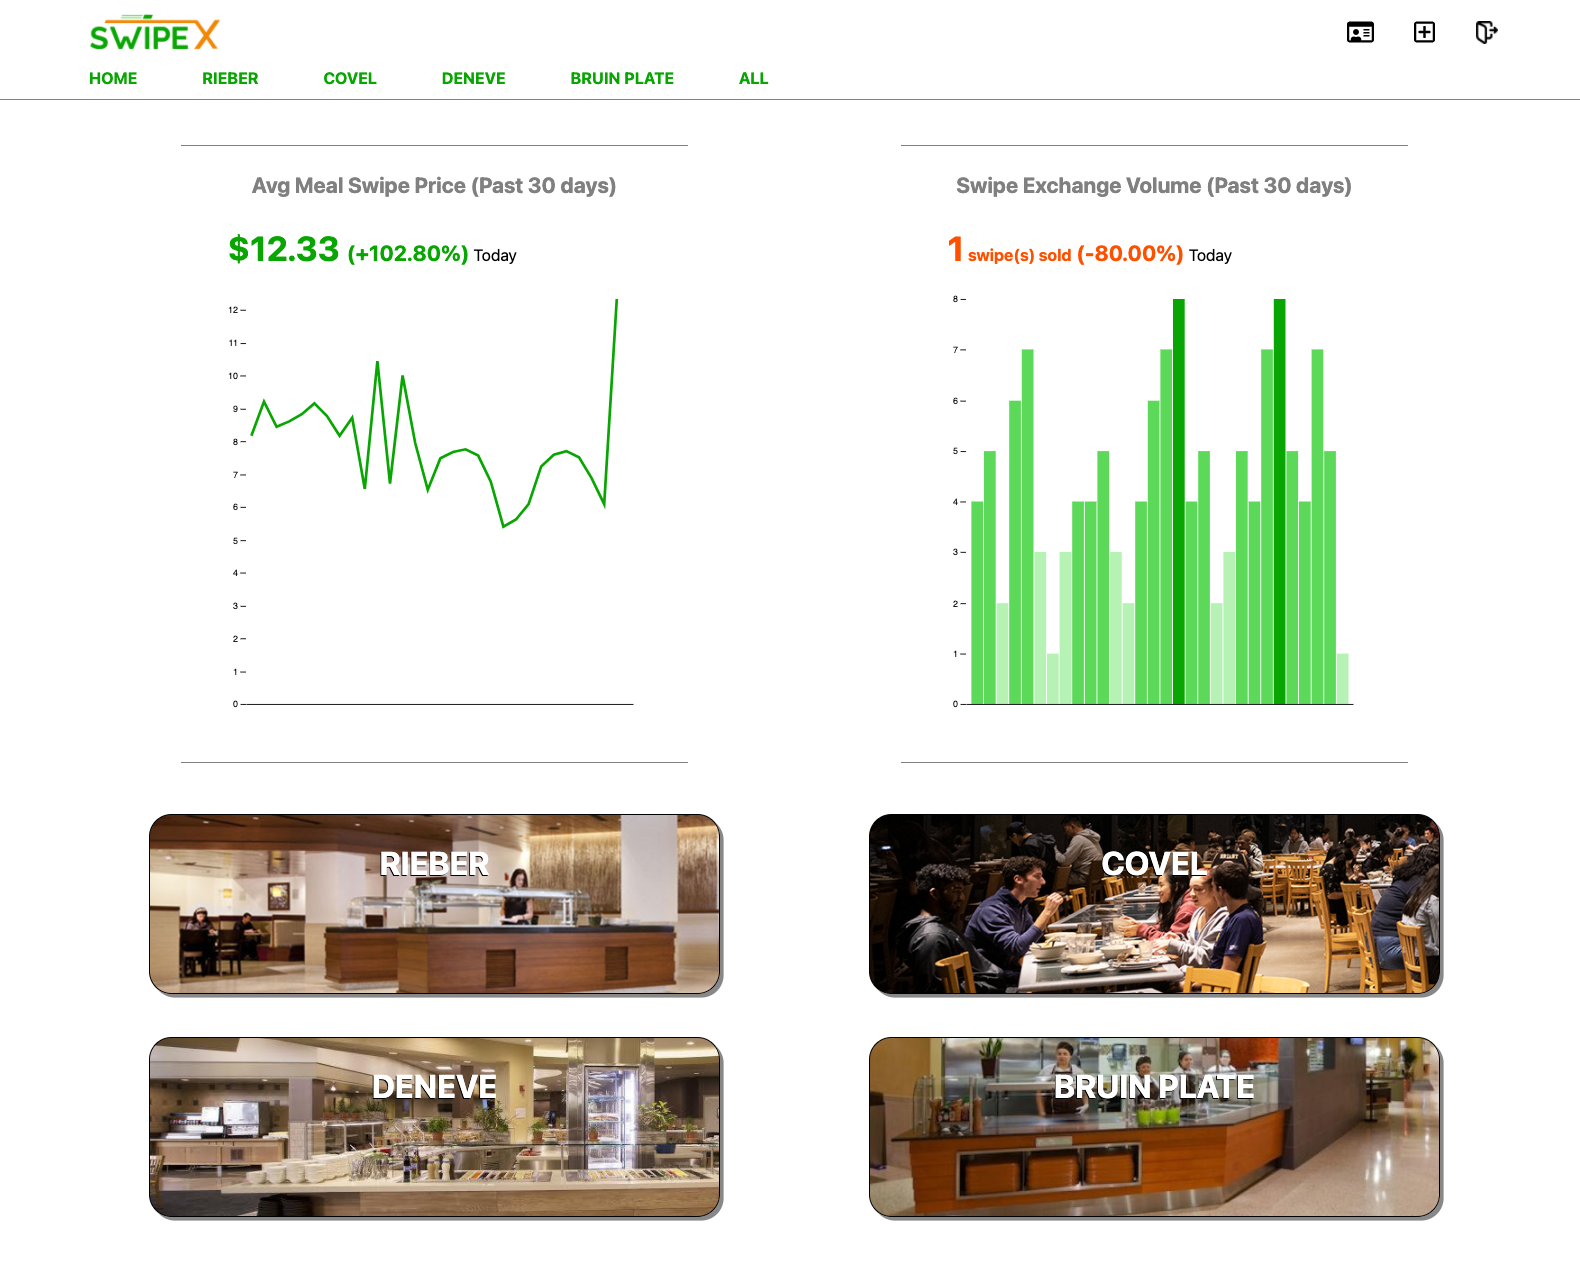 SWIPEX
HOME RIEBER COVEL DENEVE BRUIN PLATE ALL
Avg Meal Swipe Price (Past 30 days)
$12.33 (+102.80%) Today
12
11
10
9
8
7
6
5
4
3
2
1
0
Swipe Exchange Volume (Past 30 days)
1 swipe(s) sold (-80.00%) Today
8
7
6
5
4
3
2
1
0
RIEBER
COVEL
DENEVE
BRUIN PLATE